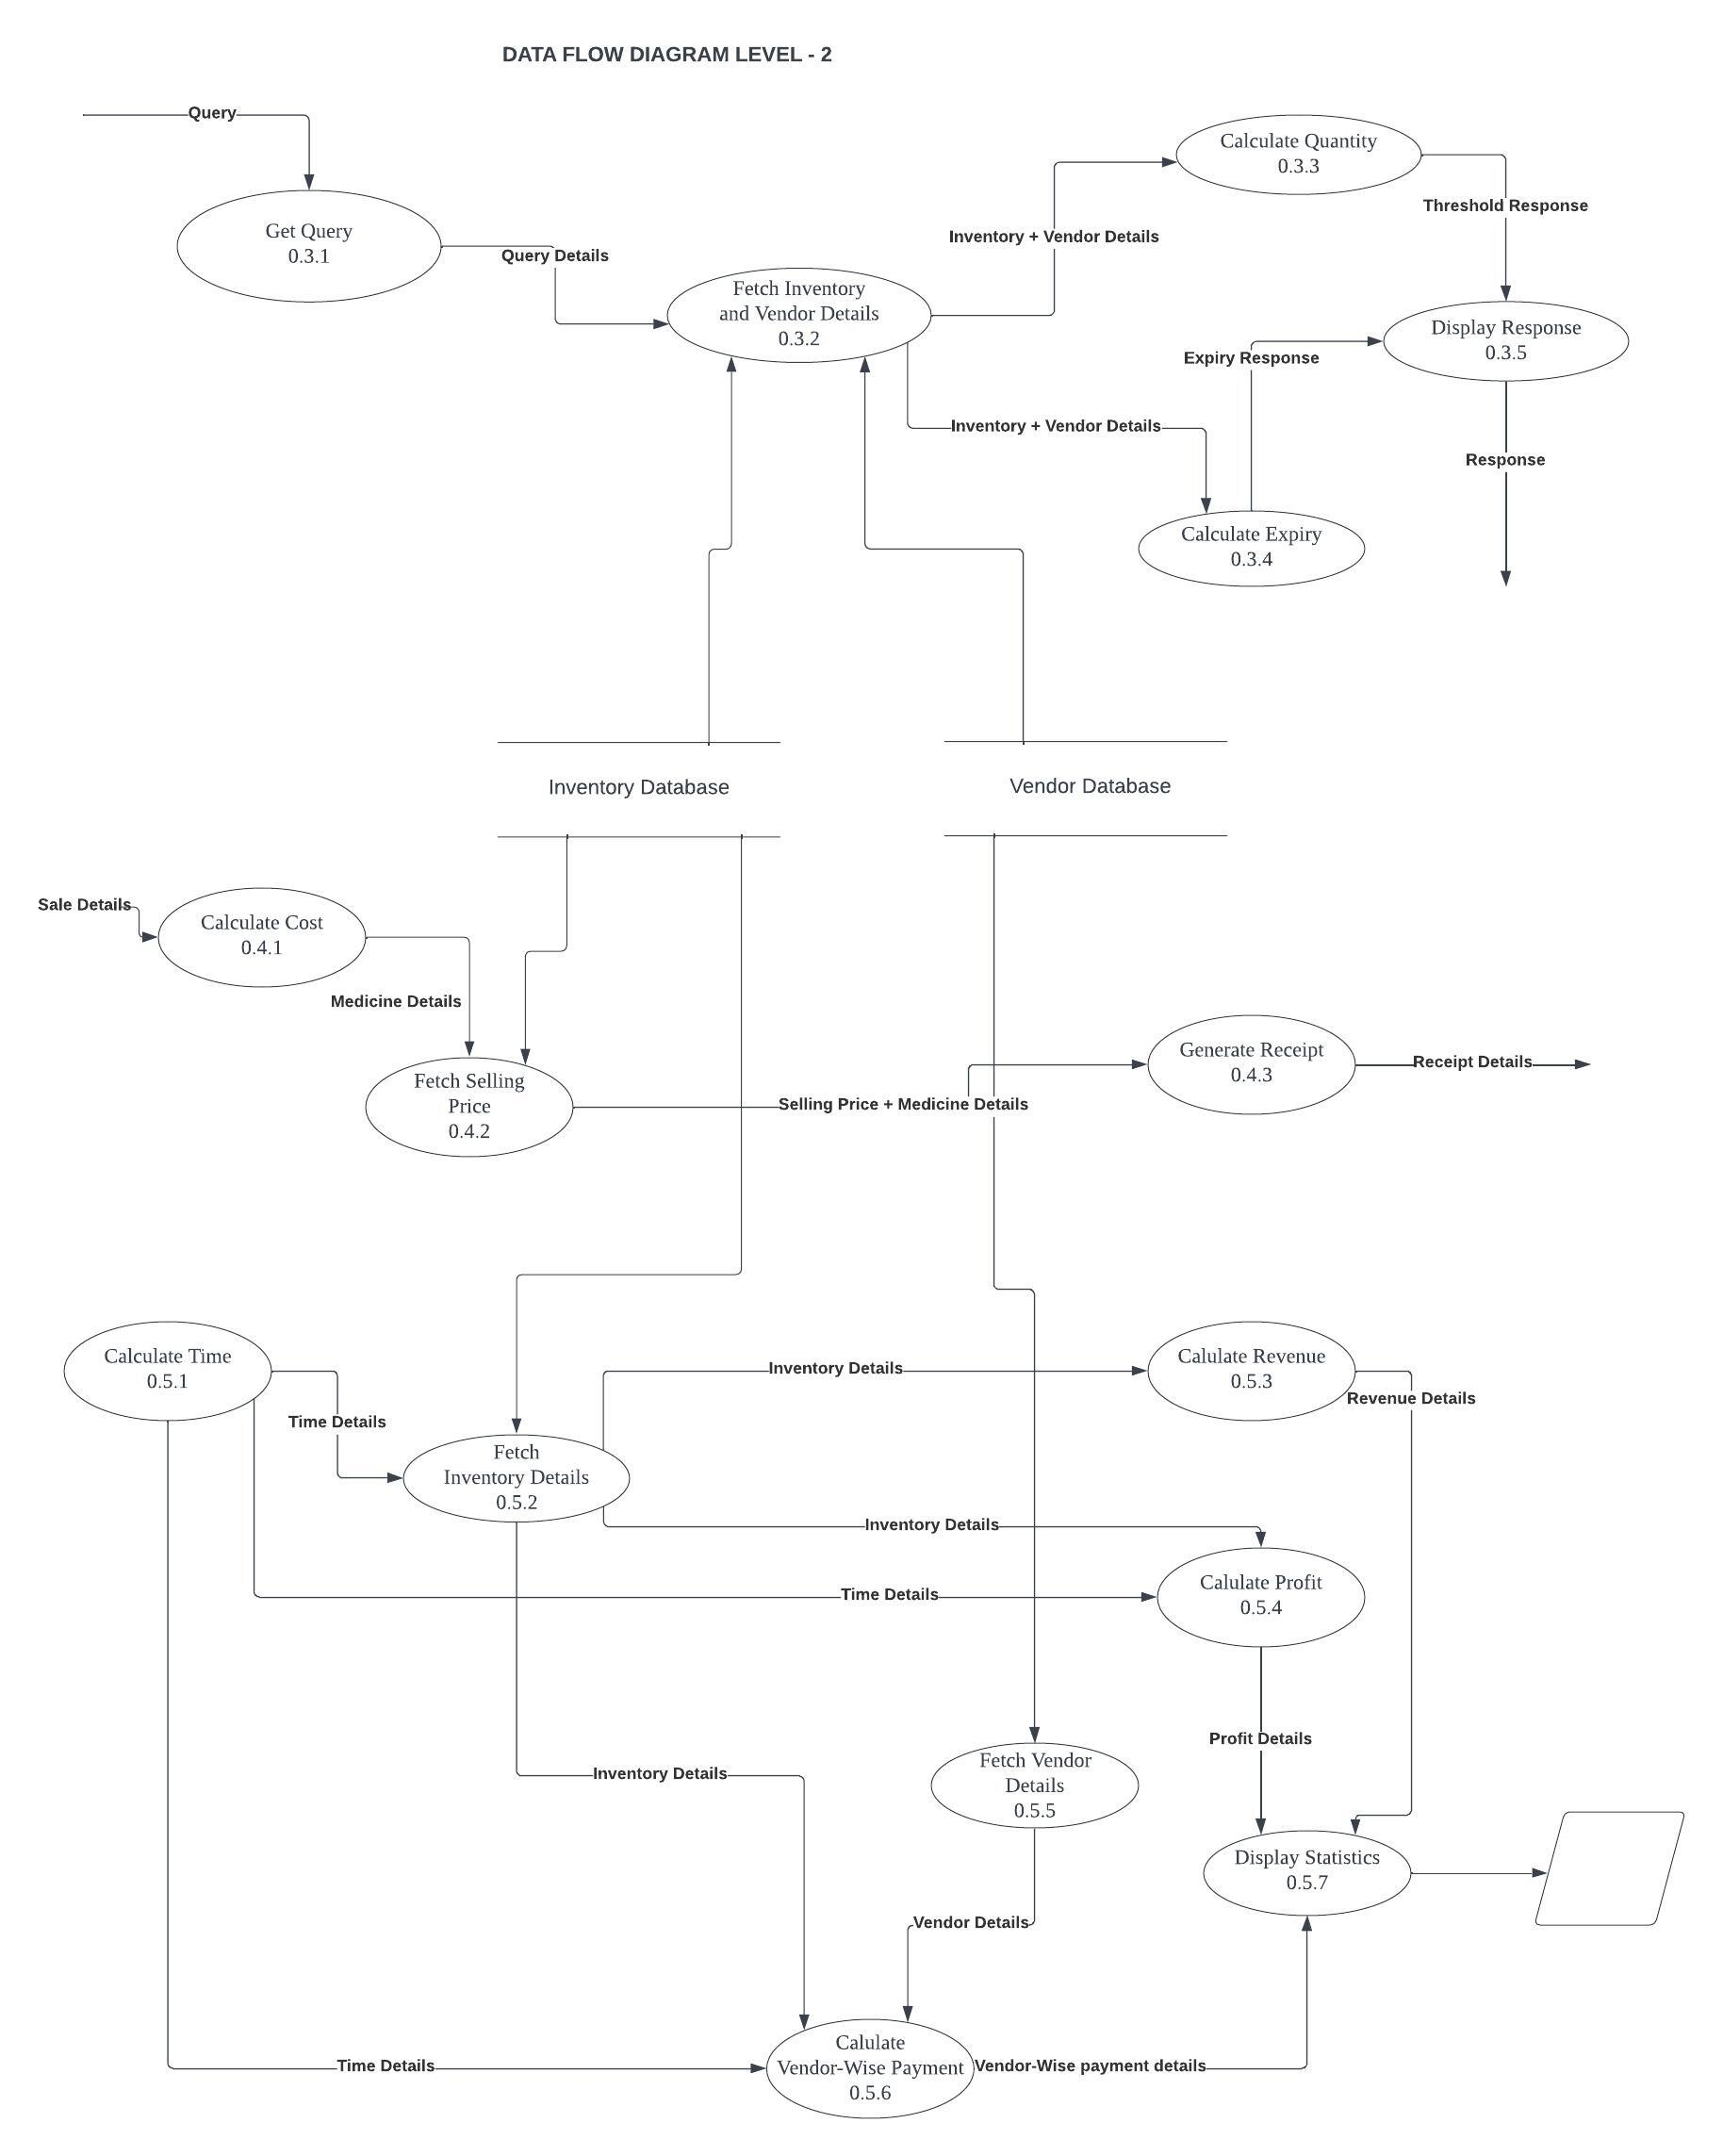 DATA FLOW DIAGRAM LEVEL - 2
Query
Get Query
0.3.1
Query Details
Fetch Inventory
and Vendor Details
0.3.2
Inventory + Vendor Details
Calculate Quantity
0.3.3
Threshold Response
Display Response
0.3.5
Expiry Response
Inventory + Vendor Details
Response
Calculate Expiry
0.3.4
Inventory Database
Vendor Database
Sale Details
Calculate Cost
0.4.1
Medicine Details
Fetch Selling
Price
0.4.2
Selling Price + Medicine Details
Generate Receipt
0.4.3
Receipt Details
Calculate Time
0.5.1
Time Details
Fetch
Inventory Details
0.5.2
Inventory Details
Calulate Revenue
0.5.3
Revenue Details
Inventory Details
Time Details
Calulate Profit
0.5.4
Profit Details
Inventory Details
Fetch Vendor
Details
0.5.5
Display Statistics
0.5.7
Vendor Details
Time Details
Calulate
Vendor-Wise Payment
0.5.6
Vendor-Wise payment details